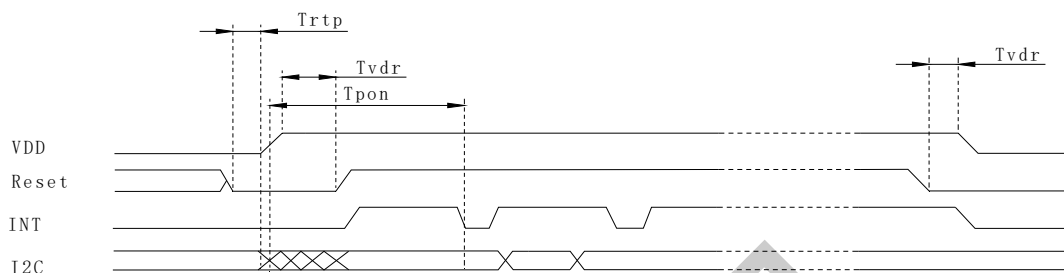 Trtp
Tvdr
Tvdr
Tpon
VDD
Reset
INT
I2C